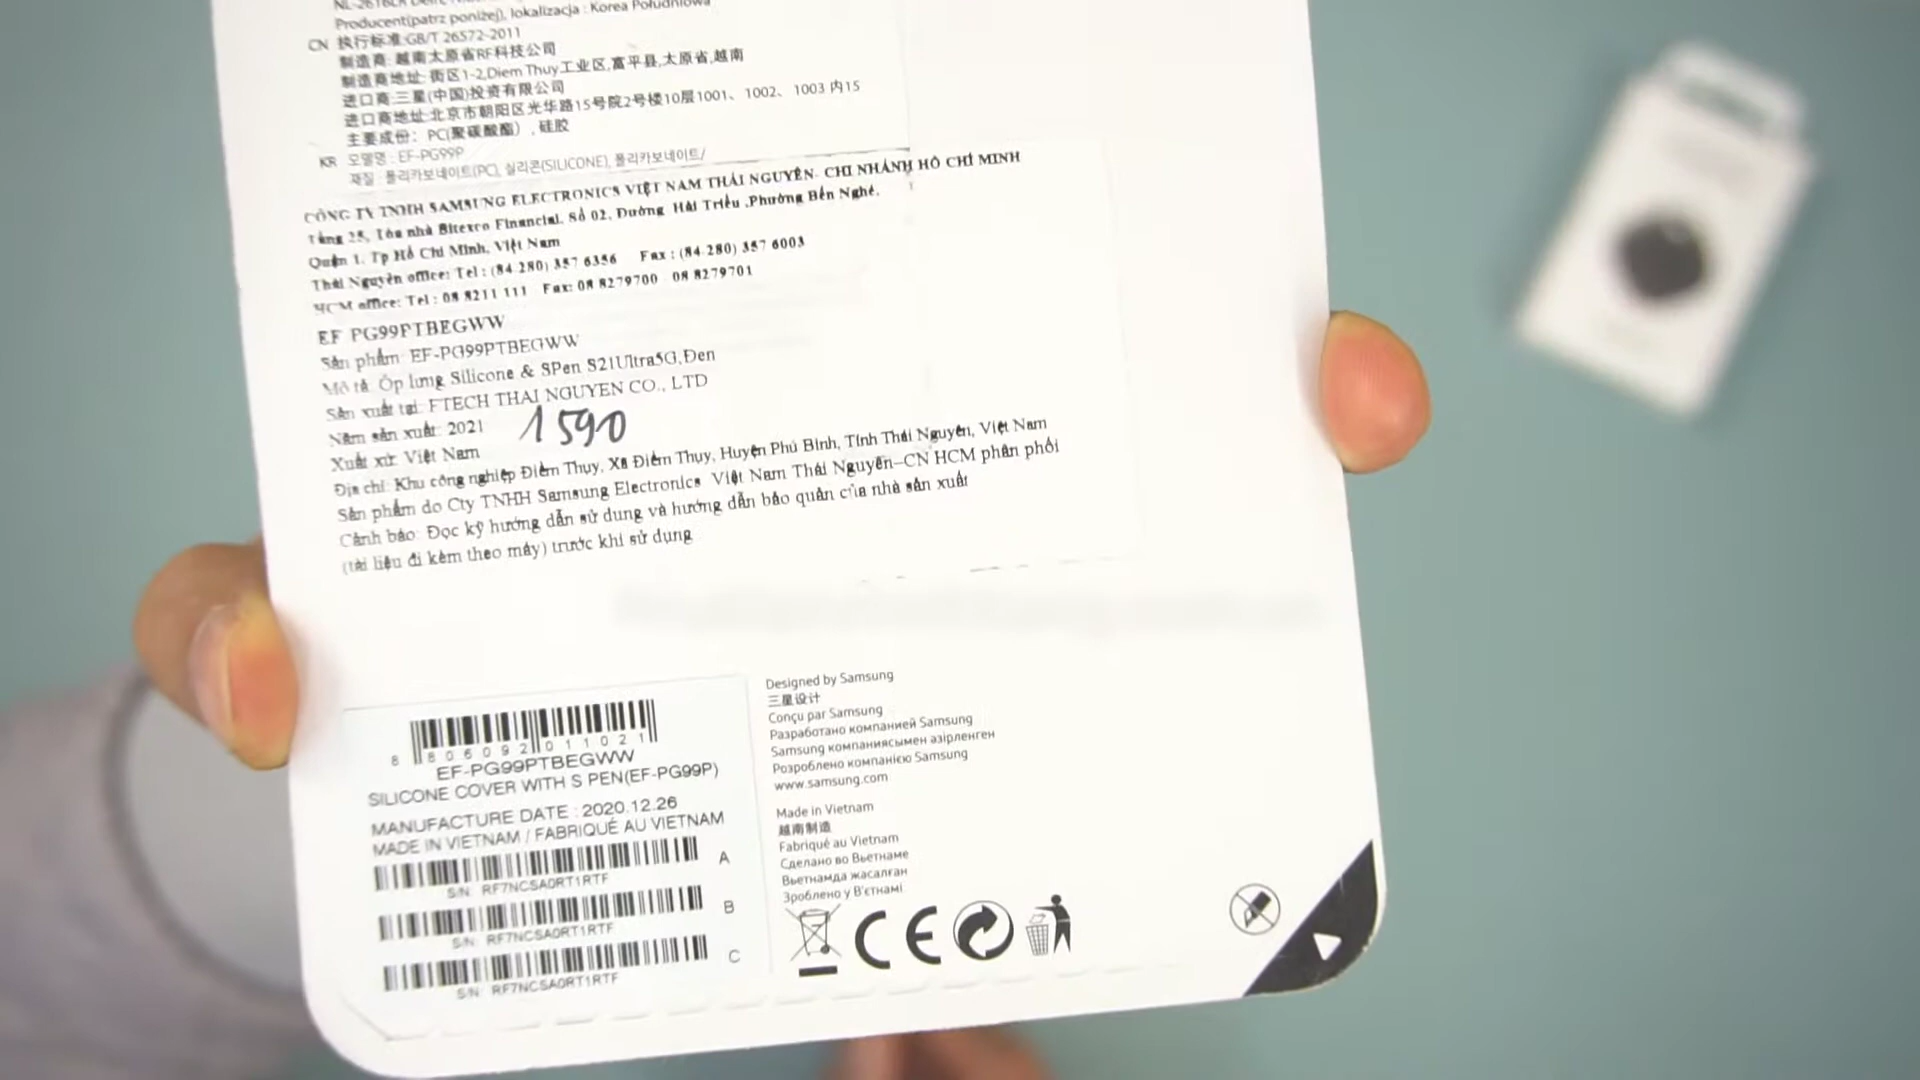 Producent(patrz poniżej), lokalizacja : Korea Południowa
CN 执行标准:GB/T 26572-2011
制造商: 越南太原省RF科技公司
制造商地址: 街区1-2,Diem Thuy工业区,富平县,太原省,越南
进口商:三星(中国)投资有限公司
进口商地址:北京市朝阳区光华路15号院2号楼10层1001、1002、1003 内15
主要成份: PC(聚碳酸酯) , 硅胶
KR 모델명 : EF-PG99P
재질 : 폴리카보네이트(PC), 실리콘(SILICONE), 폴리카보네이트/
CÔNG TY TNHH SAMSUNG ELECTRONICS VIỆT NAM THÁI NGUYÊN- CHI NHÁNH HỒ CHÍ MINH
Tầng 25, Tòa nhà Bitexco Financial, Số 02, Đường Hải Triều ,Phường Bến Nghé,
Quận 1, Tp Hồ Chí Minh, Việt Nam
Thái Nguyên office: Tel : (84-280) 357 6356 Fax : (84-280) 357 6003
HCM office: Tel : 08 8211 111 Fax: 08 8279700 - 08 8279701
EF PG99PTBEGWW
Sản phẩm: EF-PG99PTBEGWW
Mô tả: Ốp lưng Silicone & SPen S21Ultra5G,Đen
Sản xuất tại: FTECH THAI NGUYEN CO., LTD
Năm sản xuất: 2021
1590
Xuất xứ: Việt Nam
Địa chỉ: Khu công nghiệp Điềm Thụy, Xã Điềm Thụy, Huyện Phú Bình, Tỉnh Thái Nguyên, Việt Nam
Sản phẩm do Cty TNHH Samsung Electronics Việt Nam Thái Nguyên–CN HCM phân phối
Cảnh báo: Đọc kỹ hướng dẫn sử dụng và hướng dẫn bảo quản của nhà sản xuất
(tài liệu đi kèm theo máy) trước khi sử dụng
8 806092 011021
EF-PG99PTBEGWW
SILICONE COVER WITH S PEN(EF-PG99P)
MANUFACTURE DATE : 2020.12.26
MADE IN VIETNAM / FABRIQUÉ AU VIETNAM
A
S/N: RF7NCSA0RT1RTF
B
S/N: RF7NCSA0RT1RTF
C
S/N: RF7NCSA0RT1RTF
Designed by Samsung
三星设计
Conçu par Samsung
Разработано компанией Samsung
Samsung компаниясымен әзірленген
Розроблено компанією Samsung
www.samsung.com
Made in Vietnam
越南制造
Fabriqué au Vietnam
Сделано во Вьетнаме
Вьетнамда жасалған
Зроблено у В'єтнамі
CE